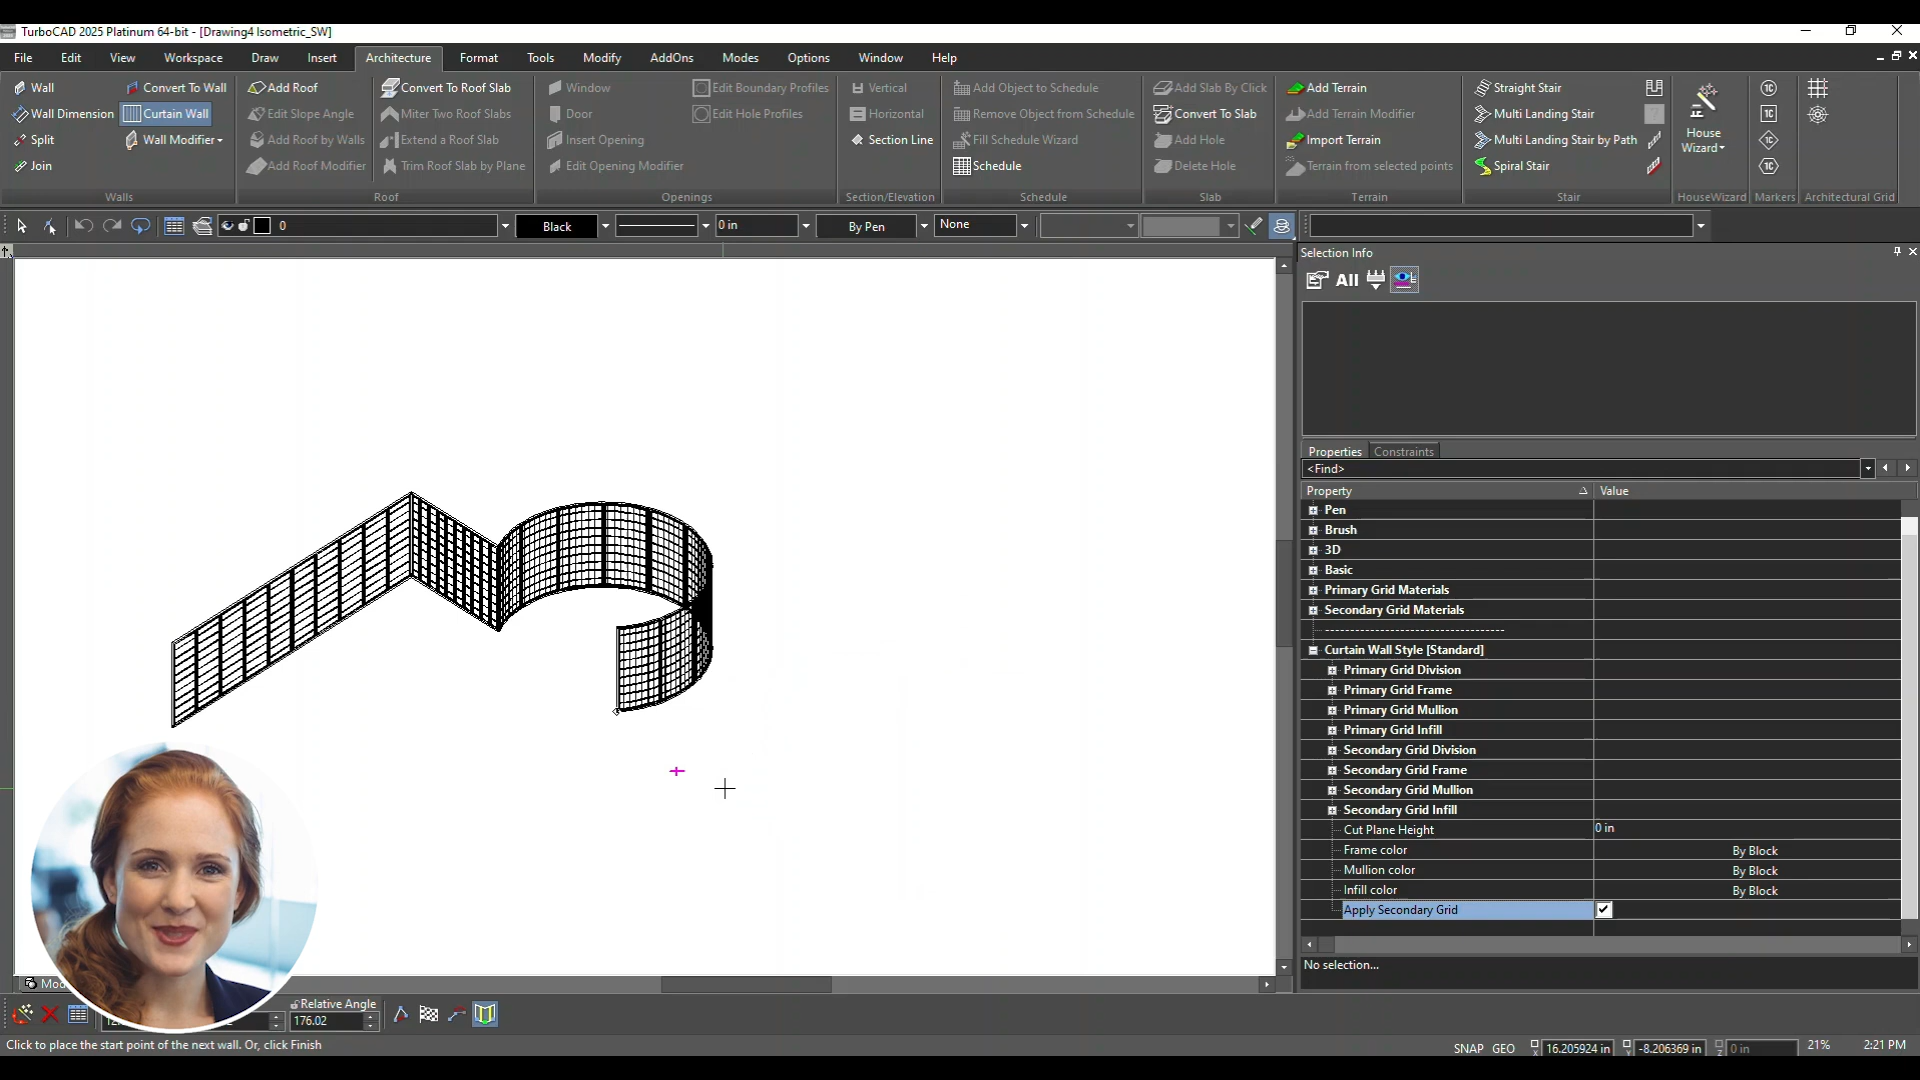 TurboCAD 2025 Platinum 64-bit - [Drawing4 Isometric_SW]
File Edit View Workspace Draw Insert Architecture Format Tools Modify AddOns Modes Options Window Help
Wall Convert To Wall Add Roof Convert To Roof Slab Window Edit Boundary Profiles Vertical Add Object to Schedule Add Slab By Click Add Terrain Straight Stair
Wall Dimension Curtain Wall Edit Slope Angle Miter Two Roof Slabs Door Edit Hole Profiles Horizontal Remove Object from Schedule Convert To Slab Add Terrain Modifier Multi Landing Stair House
Split Wall Modifier Add Roof by Walls Extend a Roof Slab Insert Opening Section Line Fill Schedule Wizard Add Hole Import Terrain Multi Landing Stair by Path Wizard
Join Add Roof Modifier Trim Roof Slab by Plane Edit Opening Modifier Schedule Delete Hole Terrain from selected points Spiral Stair
Walls Roof Openings Section/Elevation Schedule Slab Terrain Stair HouseWizard Markers Architectural Grid
0 Black 0 in By Pen None
Selection Info
All
Properties Constraints
<Find>
Property Value
Pen
Brush
3D
Basic
Primary Grid Materials
Secondary Grid Materials
------------------------------------
Curtain Wall Style [Standard]
Primary Grid Division
Primary Grid Frame
Primary Grid Mullion
Primary Grid Infill
Secondary Grid Division
Secondary Grid Frame
Secondary Grid Mullion
Secondary Grid Infill
Cut Plane Height 0 in
Frame color By Block
Mullion color By Block
Infill color By Block
Apply Secondary Grid
No selection...
Relative Angle
176.02
Click to place the start point of the next wall. Or, click Finish
SNAP GEO 16.205924 in -8.206369 in 0 in 21% 2:21 PM